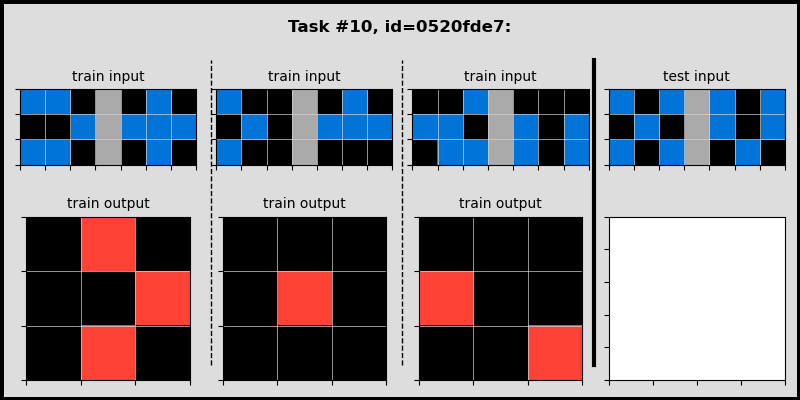 Task #10, id=0520fde7:
train input
train input
train input
test input
train output
train output
train output